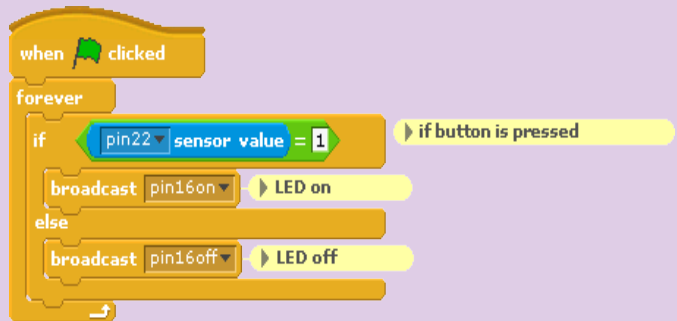 when clicked
forever
if pin22 sensor value = 1 if button is pressed
broadcast pin16on LED on
else
broadcast pin16off LED off